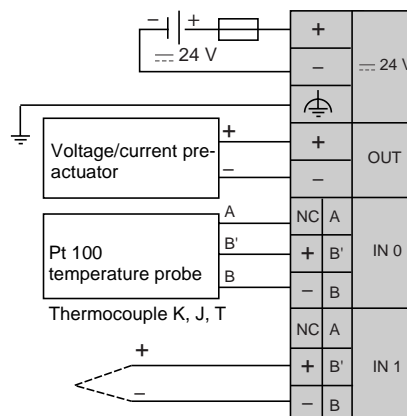 − + +
⎓ 24 V
− ⎓ 24 V
Voltage/current pre-
actuator
+ +
− −
OUT
Pt 100
temperature probe
A NC A
B' + B'
B − B
IN 0
Thermocouple K, J, T
NC A
+ + B'
− − B
IN 1